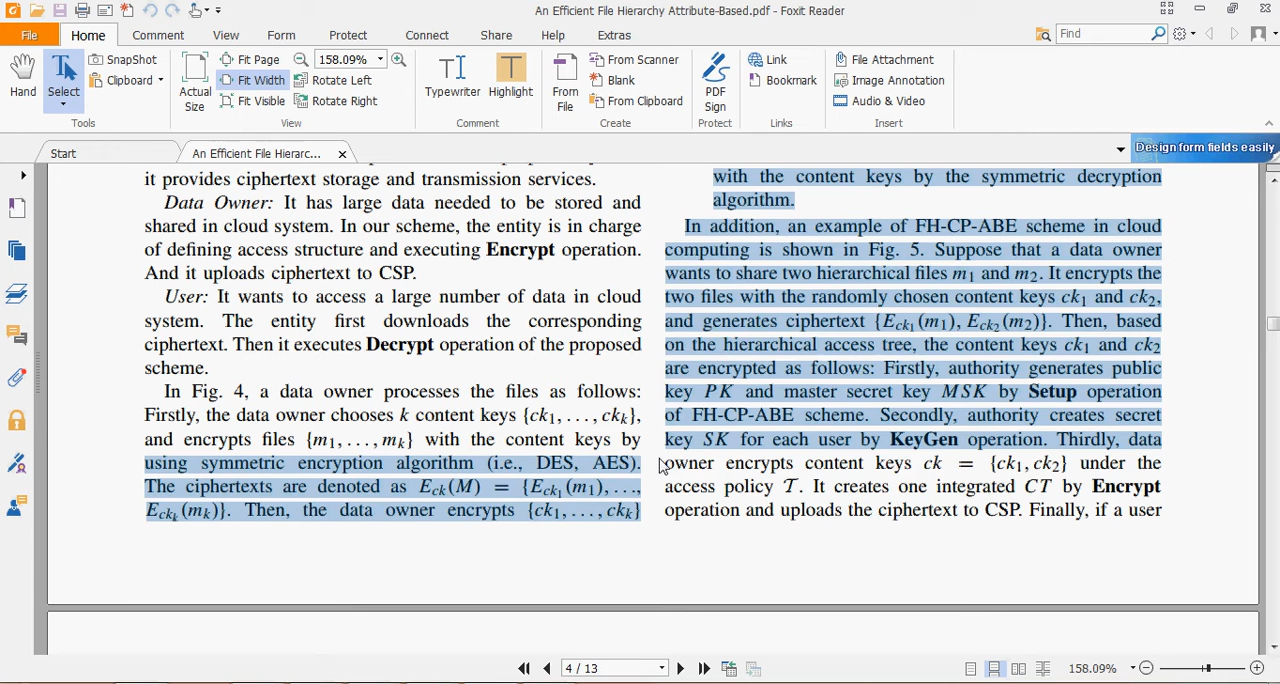 An Efficient File Hierarchy Attribute-Based.pdf - Foxit Reader
File Home Comment View Form Protect Connect Share Help Extras
Find
Hand
Select
SnapShot
Clipboard
Tools
Actual Size
Fit Page
Fit Width
Fit Visible
158.09%
Rotate Left
Rotate Right
View
Typewriter
Highlight
Comment
From File
From Scanner
Blank
From Clipboard
Create
PDF Sign
Protect
Link
Bookmark
Links
File Attachment
Image Annotation
Audio & Video
Insert
Start
An Efficient File Hierarc...
Design form fields easily
it provides ciphertext storage and transmission services.
Data Owner: It has large data needed to be stored and
shared in cloud system. In our scheme, the entity is in charge
of defining access structure and executing Encrypt operation.
And it uploads ciphertext to CSP.
User: It wants to access a large number of data in cloud
system. The entity first downloads the corresponding
ciphertext. Then it executes Decrypt operation of the proposed
scheme.
In Fig. 4, a data owner processes the files as follows:
Firstly, the data owner chooses k content keys {ck₁, . . . , ckₖ},
and encrypts files {m₁, . . . , mₖ} with the content keys by
using symmetric encryption algorithm (i.e., DES, AES).
The ciphertexts are denoted as E_ck(M) = {E_ck₁(m₁), . . . ,
E_ckₖ(mₖ)}. Then, the data owner encrypts {ck₁, . . . , ckₖ}
with the content keys by the symmetric decryption
algorithm.
In addition, an example of FH-CP-ABE scheme in cloud
computing is shown in Fig. 5. Suppose that a data owner
wants to share two hierarchical files m₁ and m₂. It encrypts the
two files with the randomly chosen content keys ck₁ and ck₂,
and generates ciphertext {E_ck₁(m₁), E_ck₂(m₂)}. Then, based
on the hierarchical access tree, the content keys ck₁ and ck₂
are encrypted as follows: Firstly, authority generates public
key PK and master secret key MSK by Setup operation
of FH-CP-ABE scheme. Secondly, authority creates secret
key SK for each user by KeyGen operation. Thirdly, data
owner encrypts content keys ck = {ck₁, ck₂} under the
access policy 𝒯. It creates one integrated CT by Encrypt
operation and uploads the ciphertext to CSP. Finally, if a user
4 / 13
158.09%